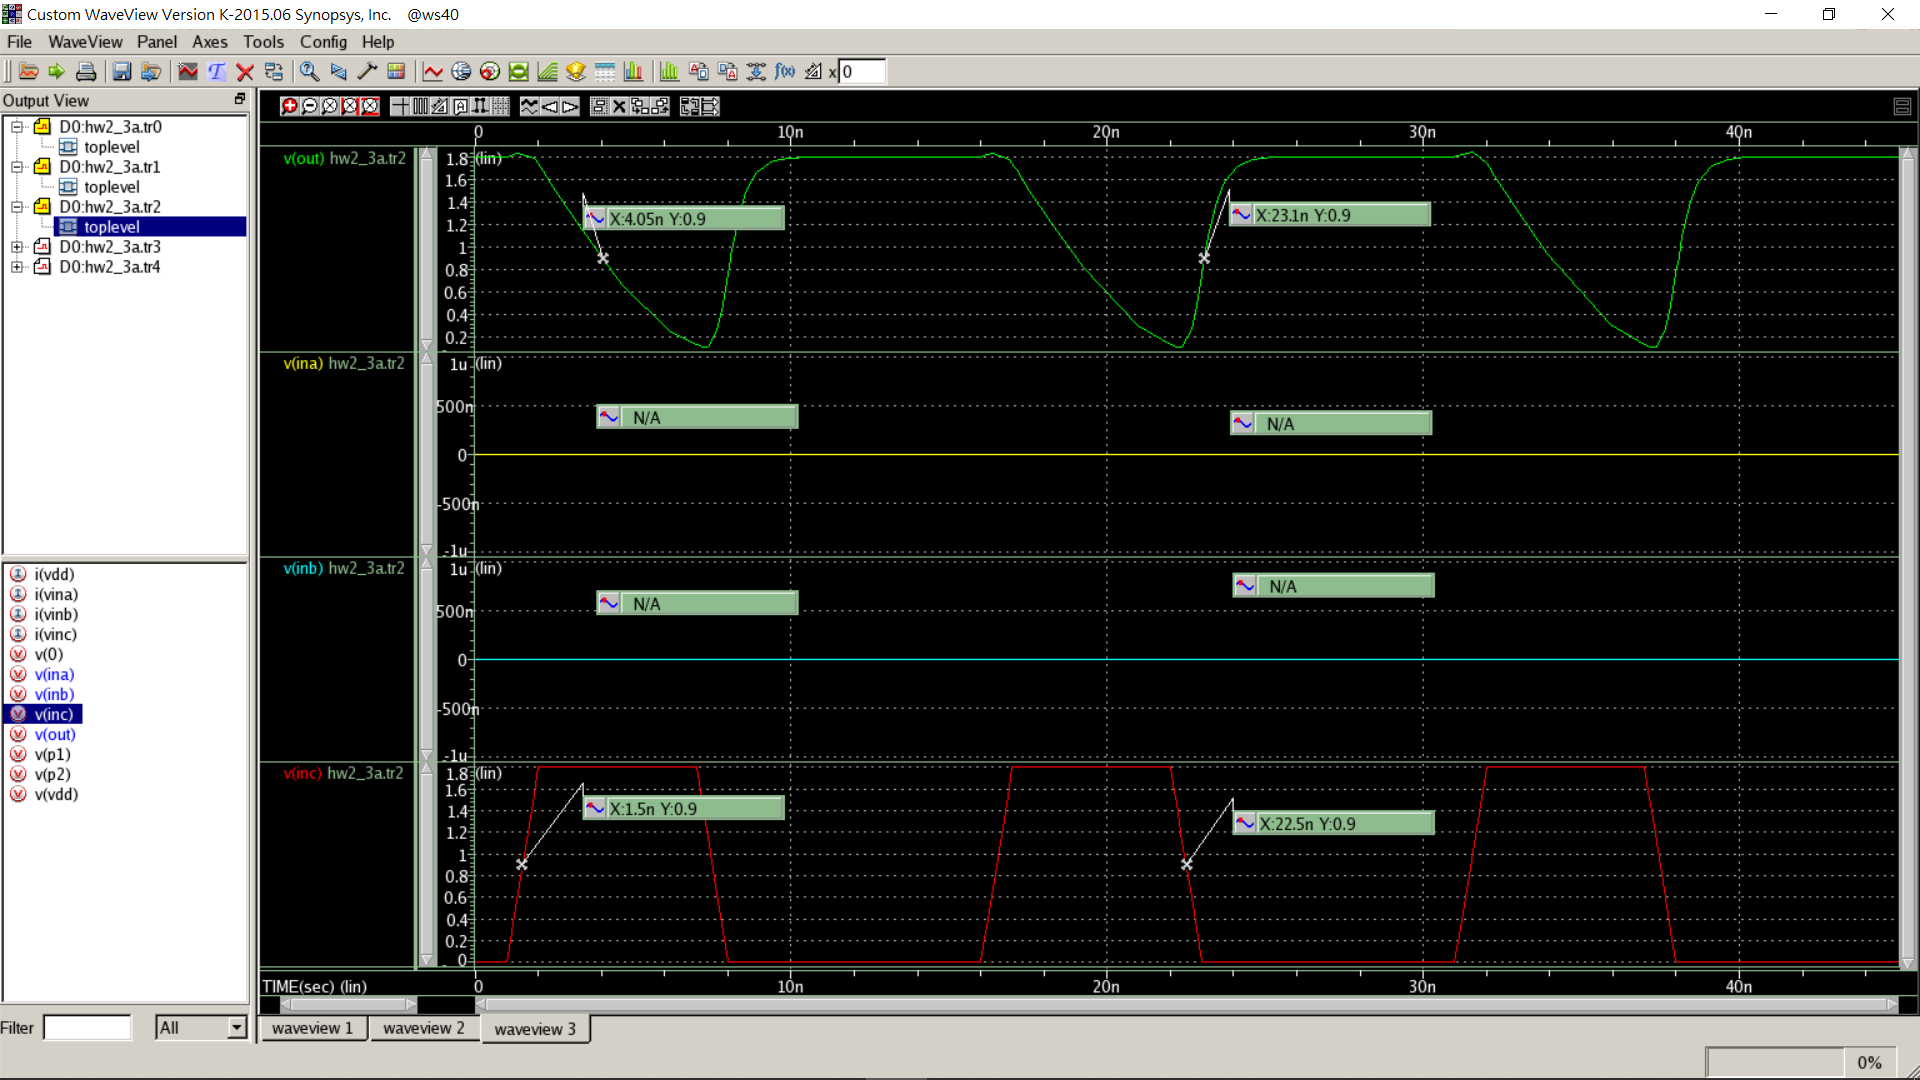 Custom WaveView Version K-2015.06 Synopsys, Inc. @ws40
File WaveView Panel Axes Tools Config Help
x 0
Output View
D0:hw2_3a.tr0
toplevel
D0:hw2_3a.tr1
toplevel
D0:hw2_3a.tr2
toplevel
D0:hw2_3a.tr3
D0:hw2_3a.tr4
i(vdd)
i(vina)
i(vinb)
i(vinc)
v(0)
v(ina)
v(inb)
v(inc)
v(out)
v(p1)
v(p2)
v(vdd)
Filter All
0 10n 20n 30n 40n
v(out) hw2_3a.tr2
1.8 (lin)
1.6
1.4
1.2
1
0.8
0.6
0.4
0.2
X:4.05n Y:0.9
X:23.1n Y:0.9
v(ina) hw2_3a.tr2
1u (lin)
500n
0
-500n
-1u
N/A
N/A
v(inb) hw2_3a.tr2
1u (lin)
500n
0
-500n
-1u
N/A
N/A
v(inc) hw2_3a.tr2
1.8 (lin)
1.6
1.4
1.2
1
0.8
0.6
0.4
0.2
0
X:1.5n Y:0.9
X:22.5n Y:0.9
TIME(sec) (lin) 0 10n 20n 30n 40n
waveview 1 waveview 2 waveview 3
0%